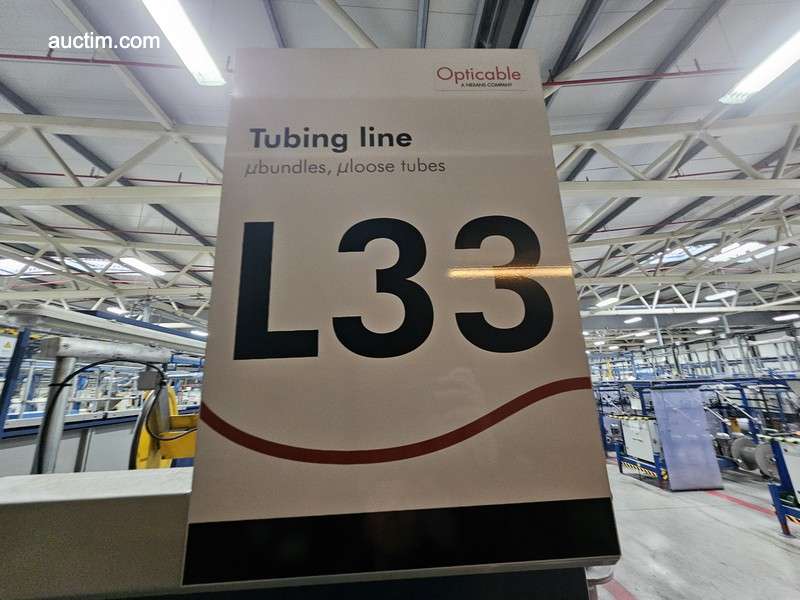 auctim.com
Opticable
A NEXANS COMPANY
Tubing line
µbundles, µloose tubes
L33